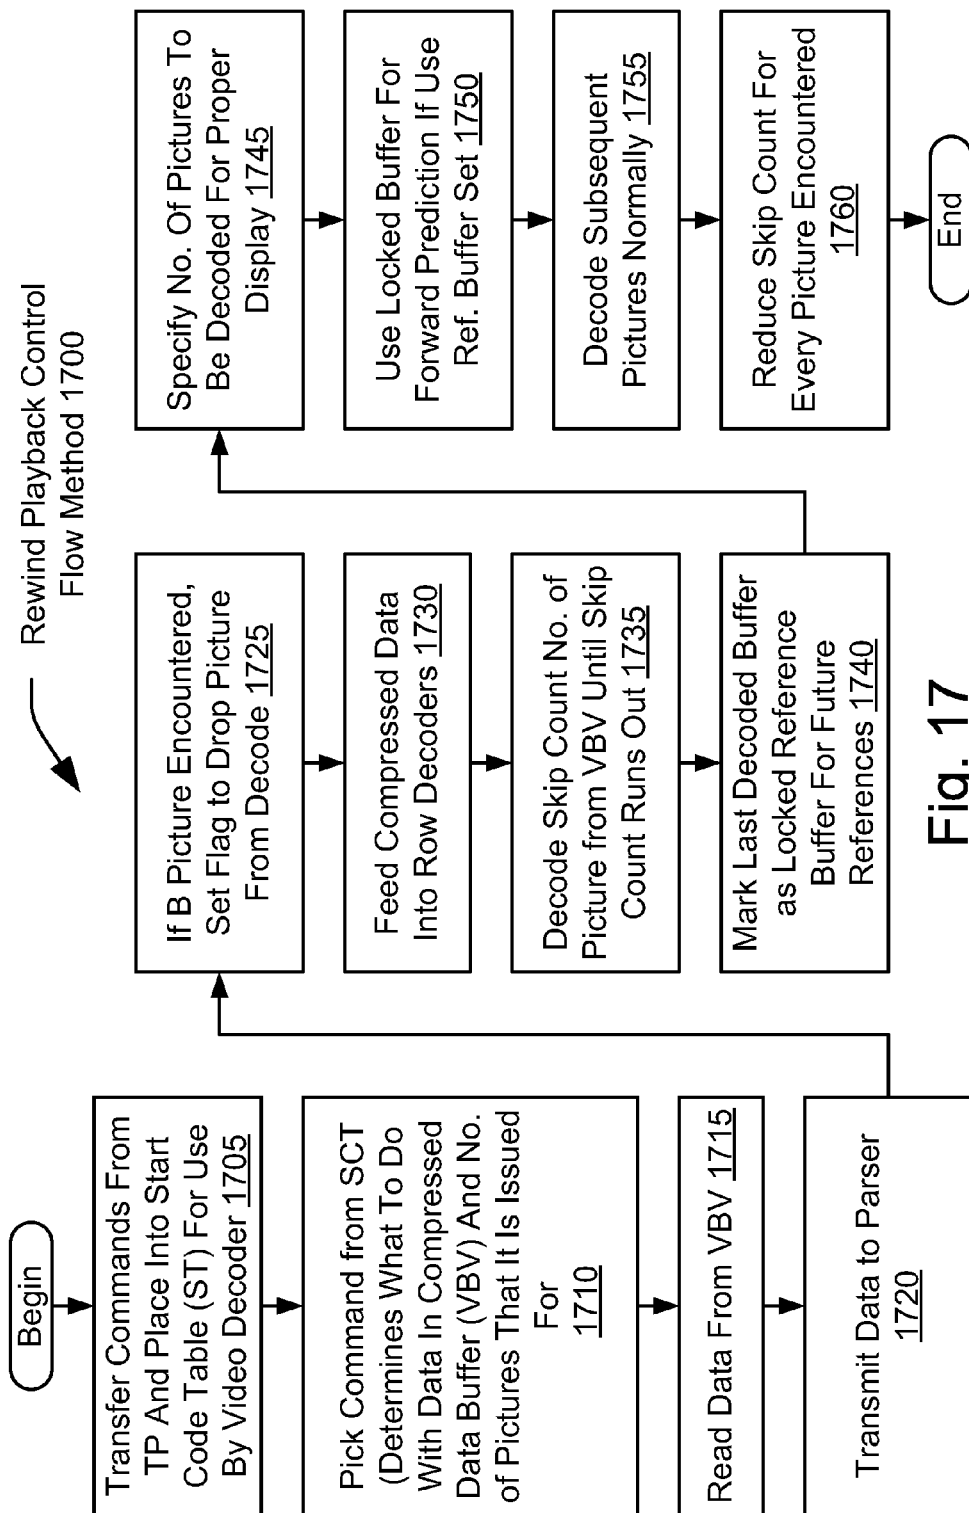 Rewind Playback Control
Flow Method 1700
Begin
Transfer Commands From
TP And Place Into Start
Code Table (ST) For Use
By Video Decoder 1705
Pick Command from SCT
(Determines What To Do
With Data In Compressed
Data Buffer (VBV) And No.
of Pictures That It Is Issued
For
1710
Read Data From VBV 1715
Transmit Data to Parser
1720
If B Picture Encountered,
Set Flag to Drop Picture
From Decode 1725
Feed Compressed Data
Into Row Decoders 1730
Decode Skip Count No. of
Picture from VBV Until Skip
Count Runs Out 1735
Mark Last Decoded Buffer
as Locked Reference
Buffer For Future
References 1740
Specify No. Of Pictures To
Be Decoded For Proper
Display 1745
Use Locked Buffer For
Forward Prediction If Use
Ref. Buffer Set 1750
Decode Subsequent
Pictures Normally 1755
Reduce Skip Count For
Every Picture Encountered
1760
End
Fig. 17